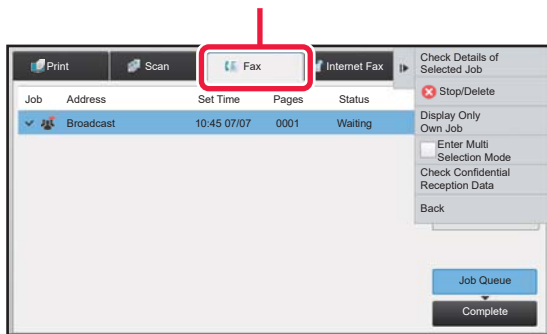 Print
Scan
Fax
Internet Fax
Job Address Set Time Pages Status
Broadcast 10:45 07/07 0001 Waiting
Check Details of
Selected Job
Stop/Delete
Display Only
Own Job
Enter Multi
Selection Mode
Check Confidential
Reception Data
Back
Job Queue
Complete